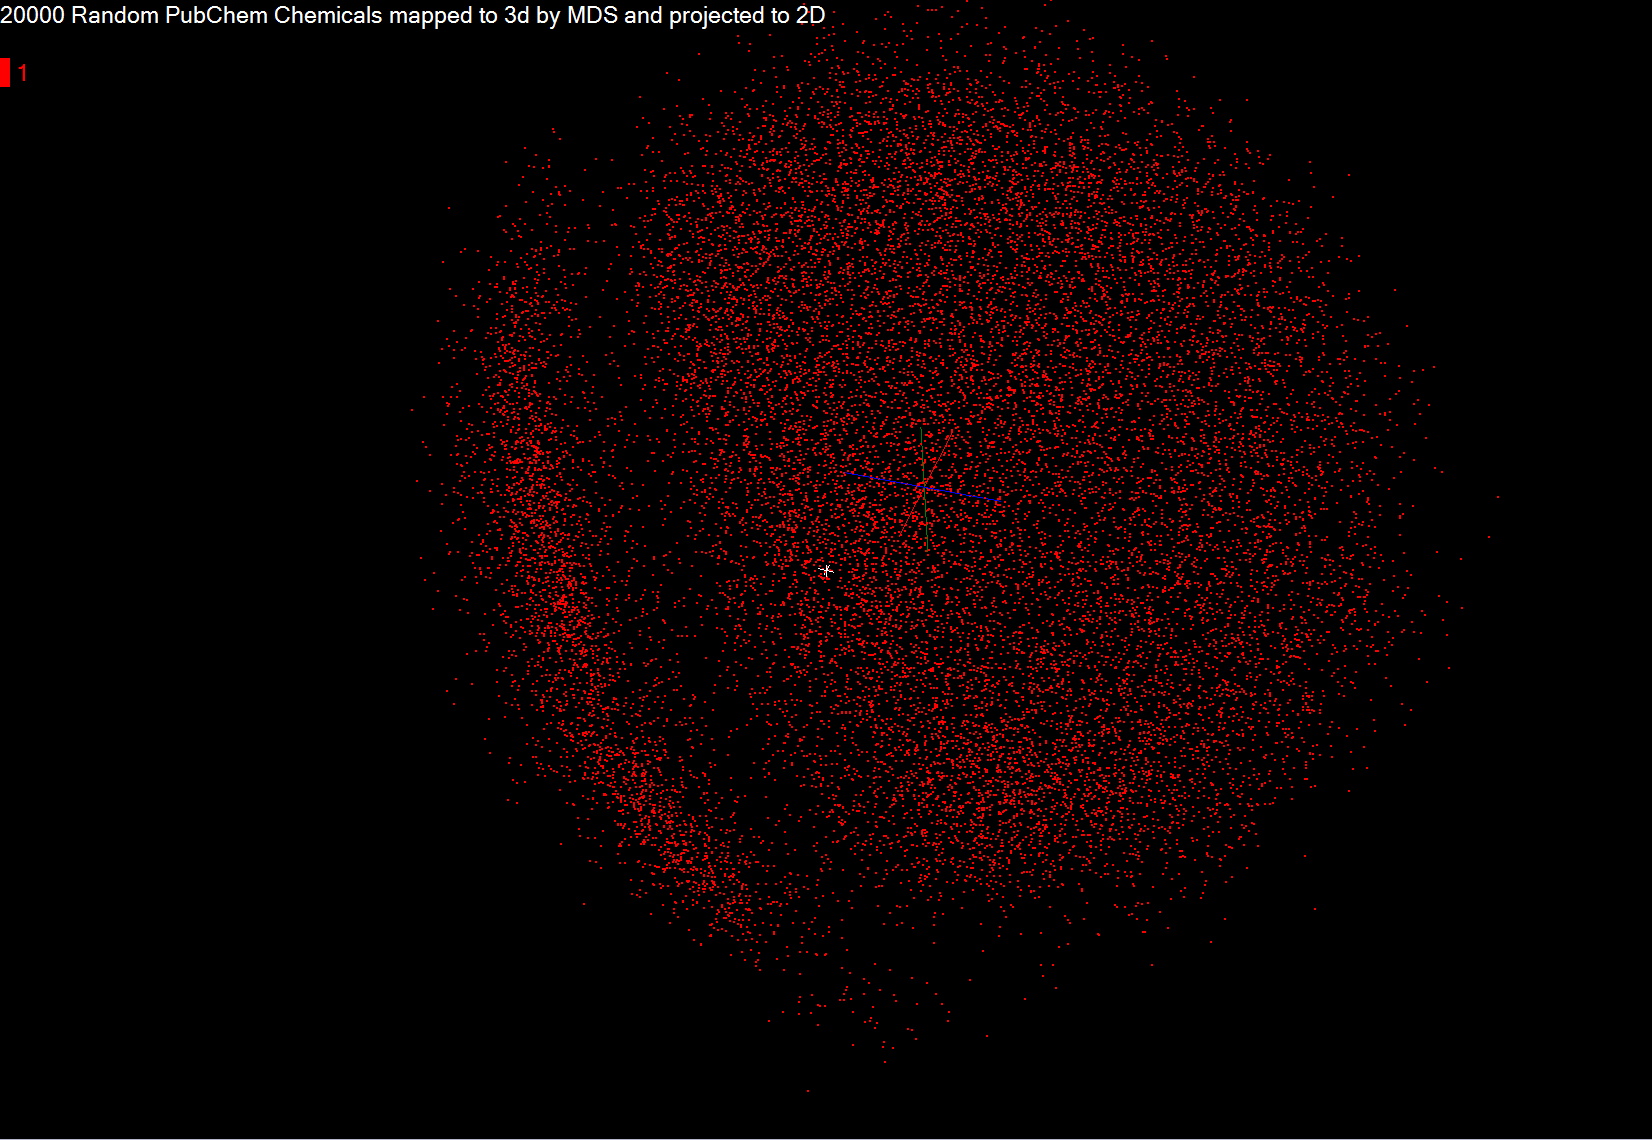 20000 Random PubChem Chemicals mapped to 3d by MDS and projected to 2D
1